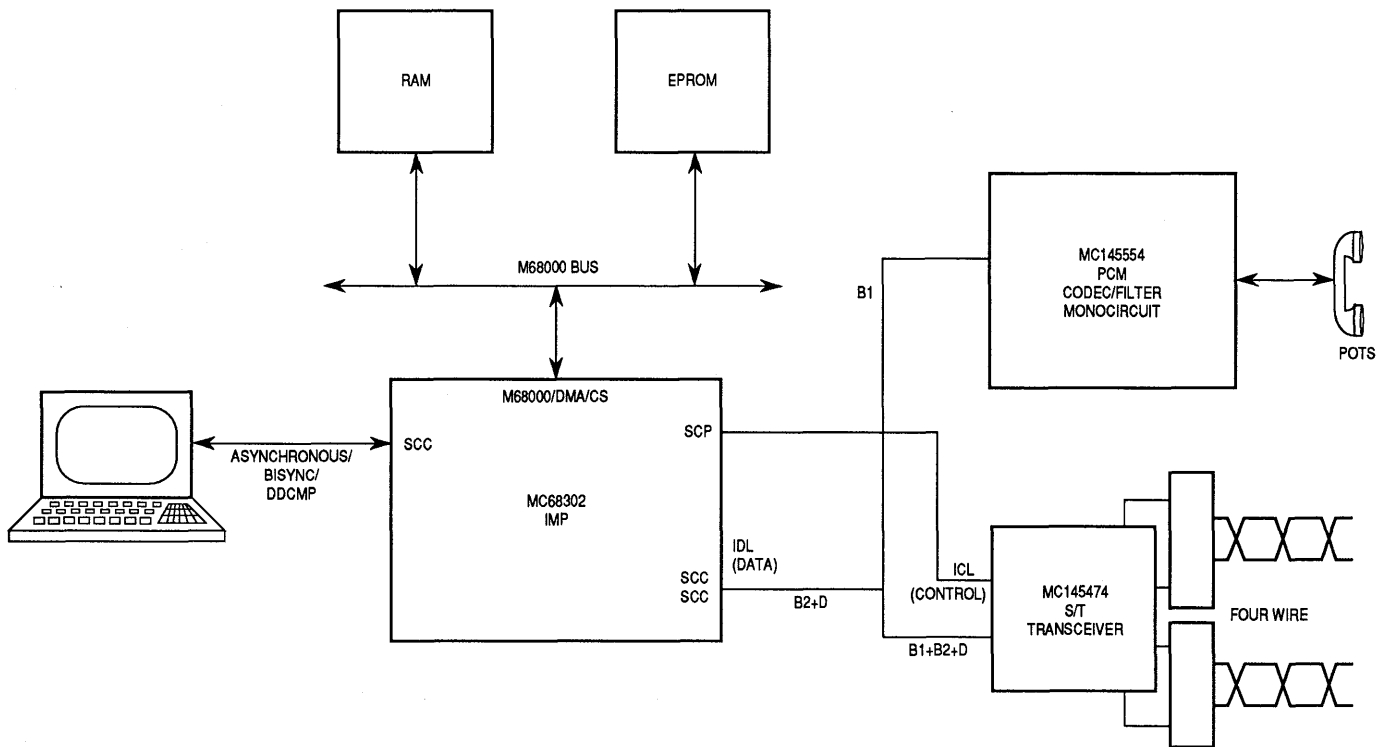 RAM
EPROM
M68000 BUS
MC145554
PCM
CODEC/FILTER
MONOCIRCUIT
B1
POTS
M68000/DMA/CS
SCC
SCP
ASYNCHRONOUS/
BISYNC/
DDCMP
MC68302
IMP
IDL
(DATA)
SCC
SCC
B2+D
ICL
(CONTROL)
MC145474
S/T
TRANSCEIVER
FOUR WIRE
B1+B2+D